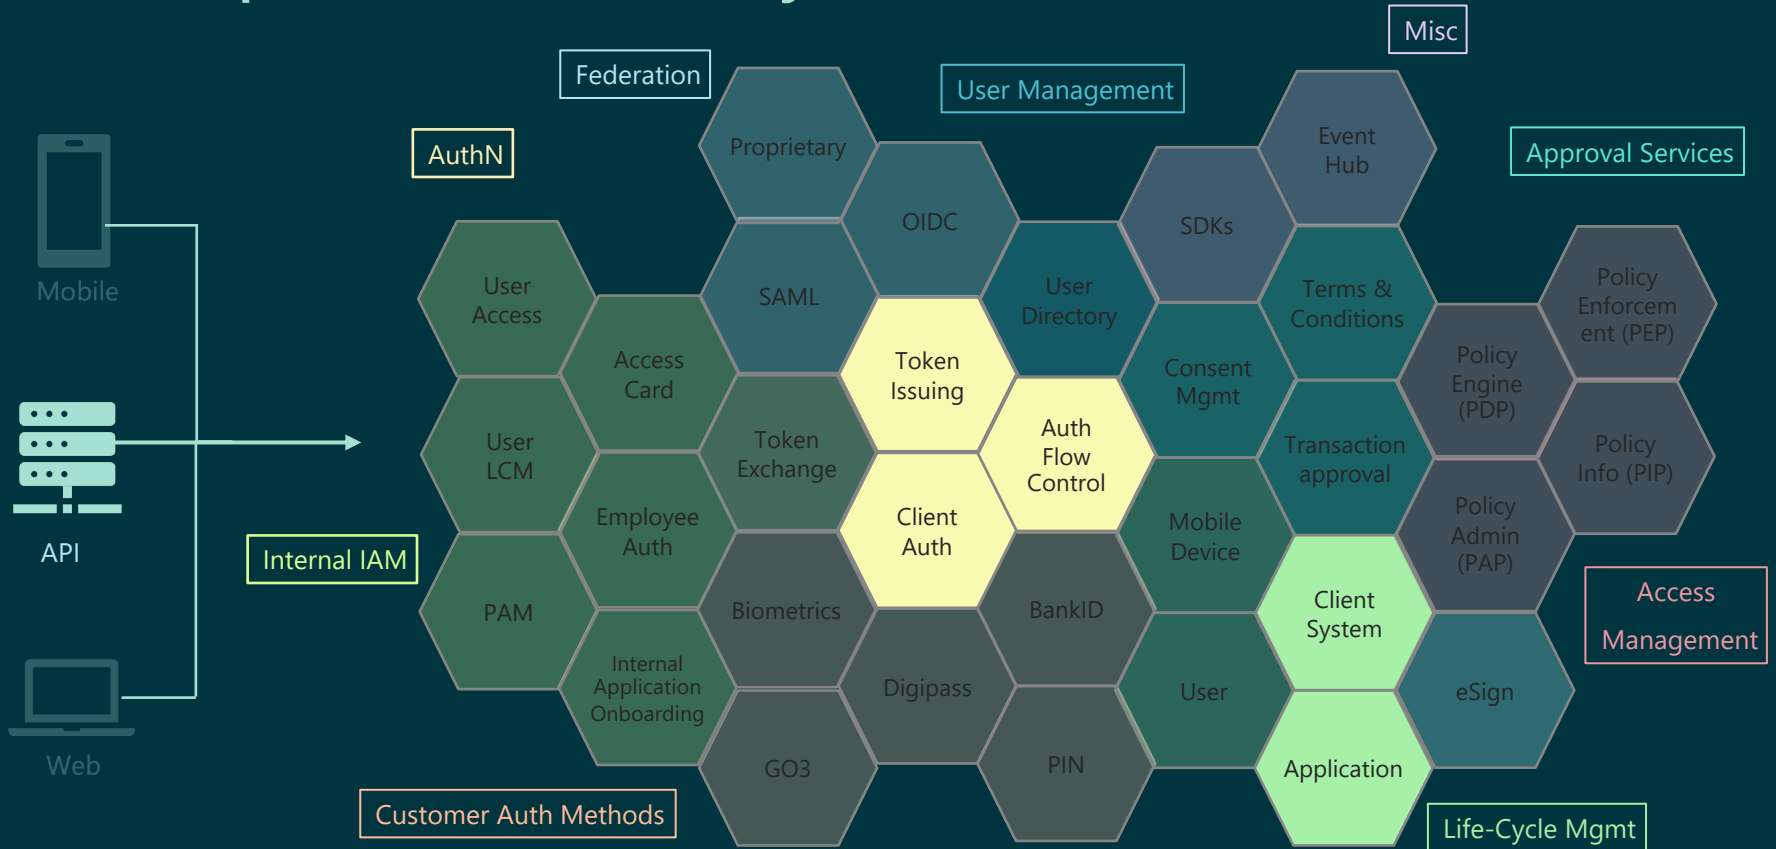 Misc
Federation
User Management
AuthN
Approval Services
Proprietary
Event
Hub
OIDC
SDKs
Mobile
User
Access
SAML
User
Directory
Terms &
Conditions
Policy
Enforcem
ent (PEP)
Access
Card
Token
Issuing
Consent
Mgmt
Policy
Engine
(PDP)
User
LCM
Token
Exchange
Auth
Flow
Control
Transaction
approval
Policy
Info (PIP)
API
Internal IAM
Employee
Auth
Client
Auth
Mobile
Device
Policy
Admin
(PAP)
PAM
Biometrics
BankID
Client
System
Access
Management
Internal
Application
Onboarding
Digipass
User
eSign
Web
GO3
PIN
Application
Customer Auth Methods
Life-Cycle Mgmt